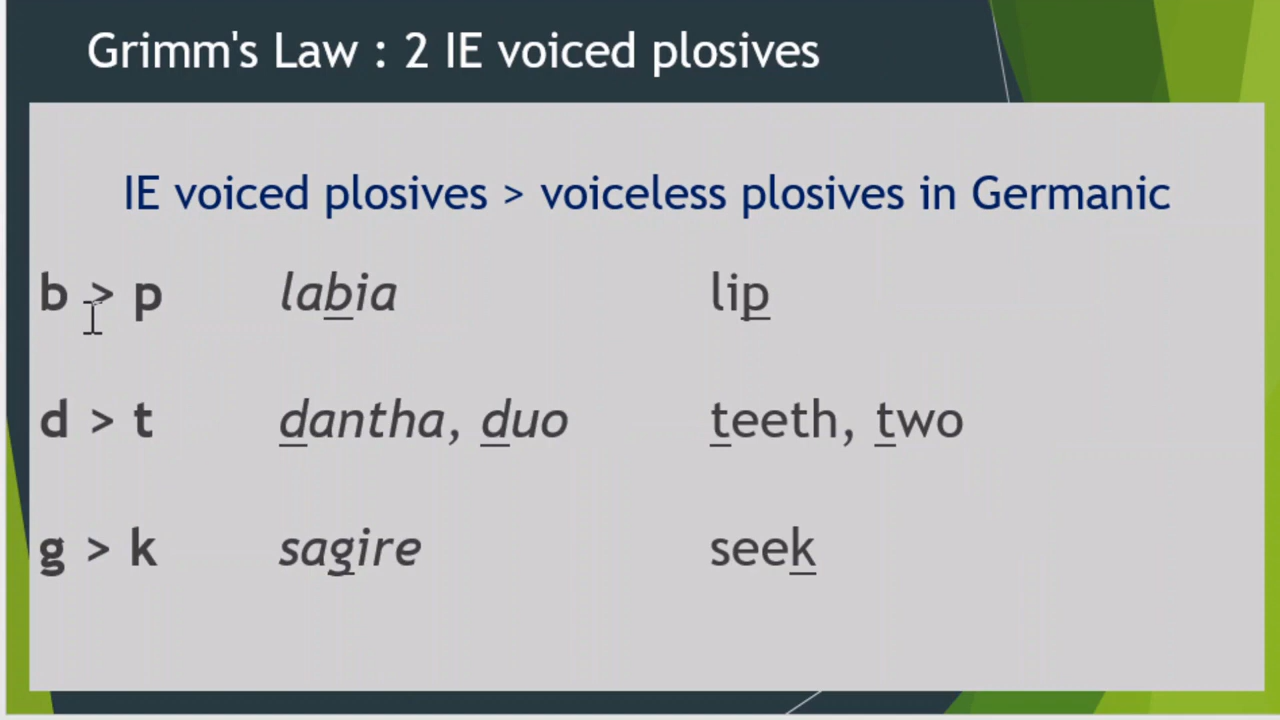 Grimm's Law : 2 IE voiced plosives
IE voiced plosives > voiceless plosives in Germanic
b > p labia lip
d > t dantha, duo teeth, two
g > k sagire seek